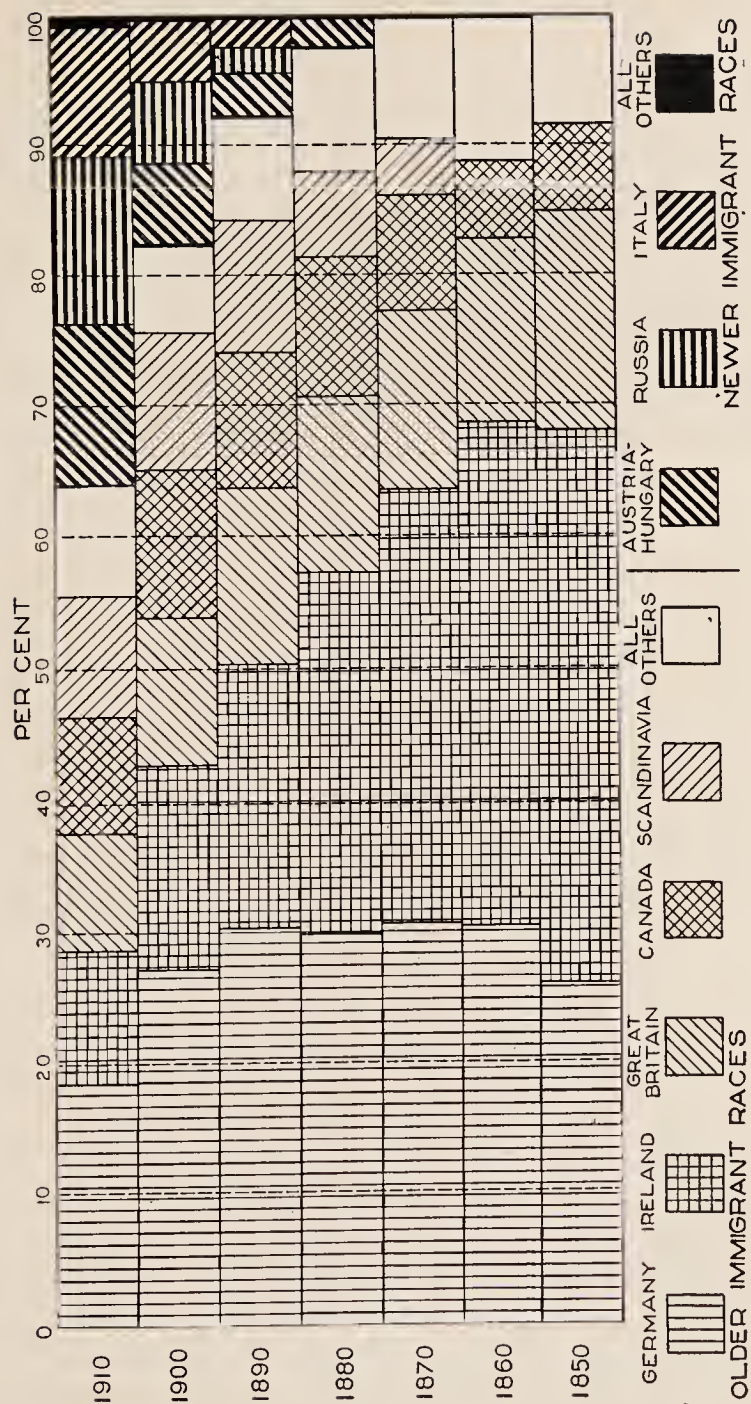 PER CENT
0 10 20 30 40 50 60 70 80 90 100
1910
1900
1890
1880
1870
1860
1850
GERMANY IRELAND GREAT BRITAIN CANADA SCANDINAVIA ALL OTHERS AUSTRIA-HUNGARY RUSSIA ITALY ALL OTHERS
OLDER IMMIGRANT RACES NEWER IMMIGRANT RACES